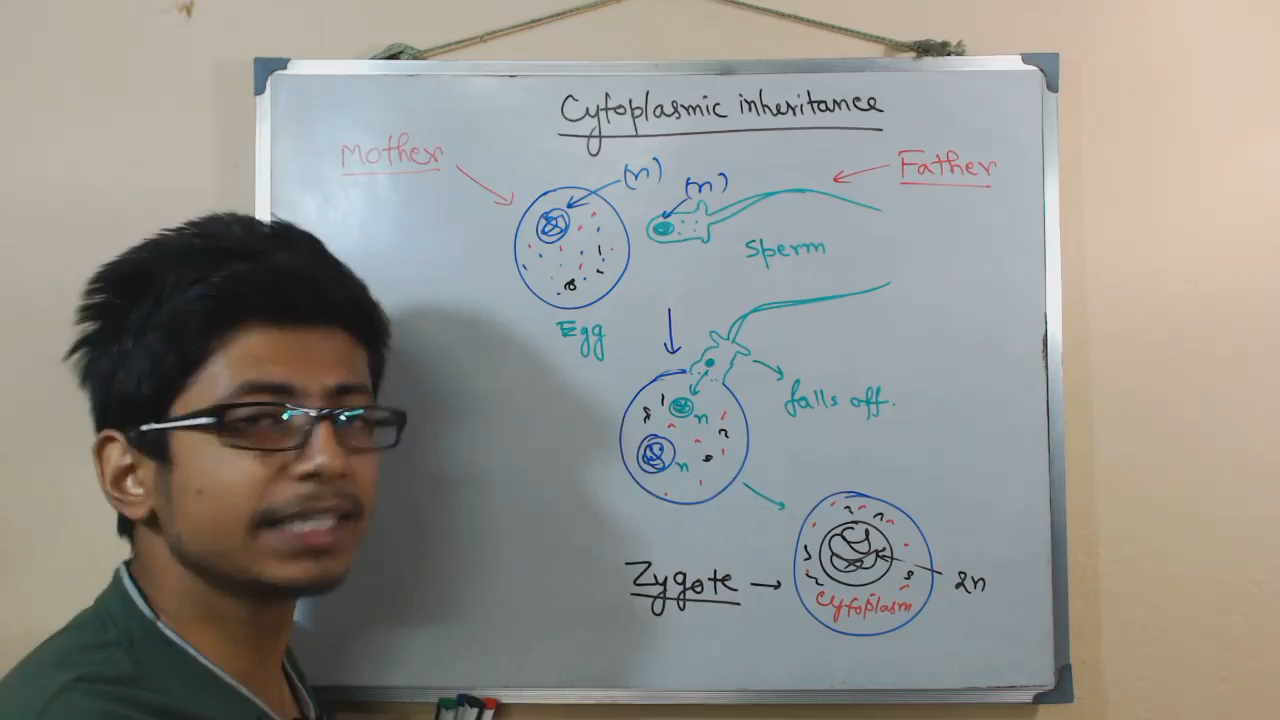 Cytoplasmic inheritance
Mother
(n)
(n)
Father
Sperm
Egg
falls off.
n
n
Zygote
2n
Cytoplasm